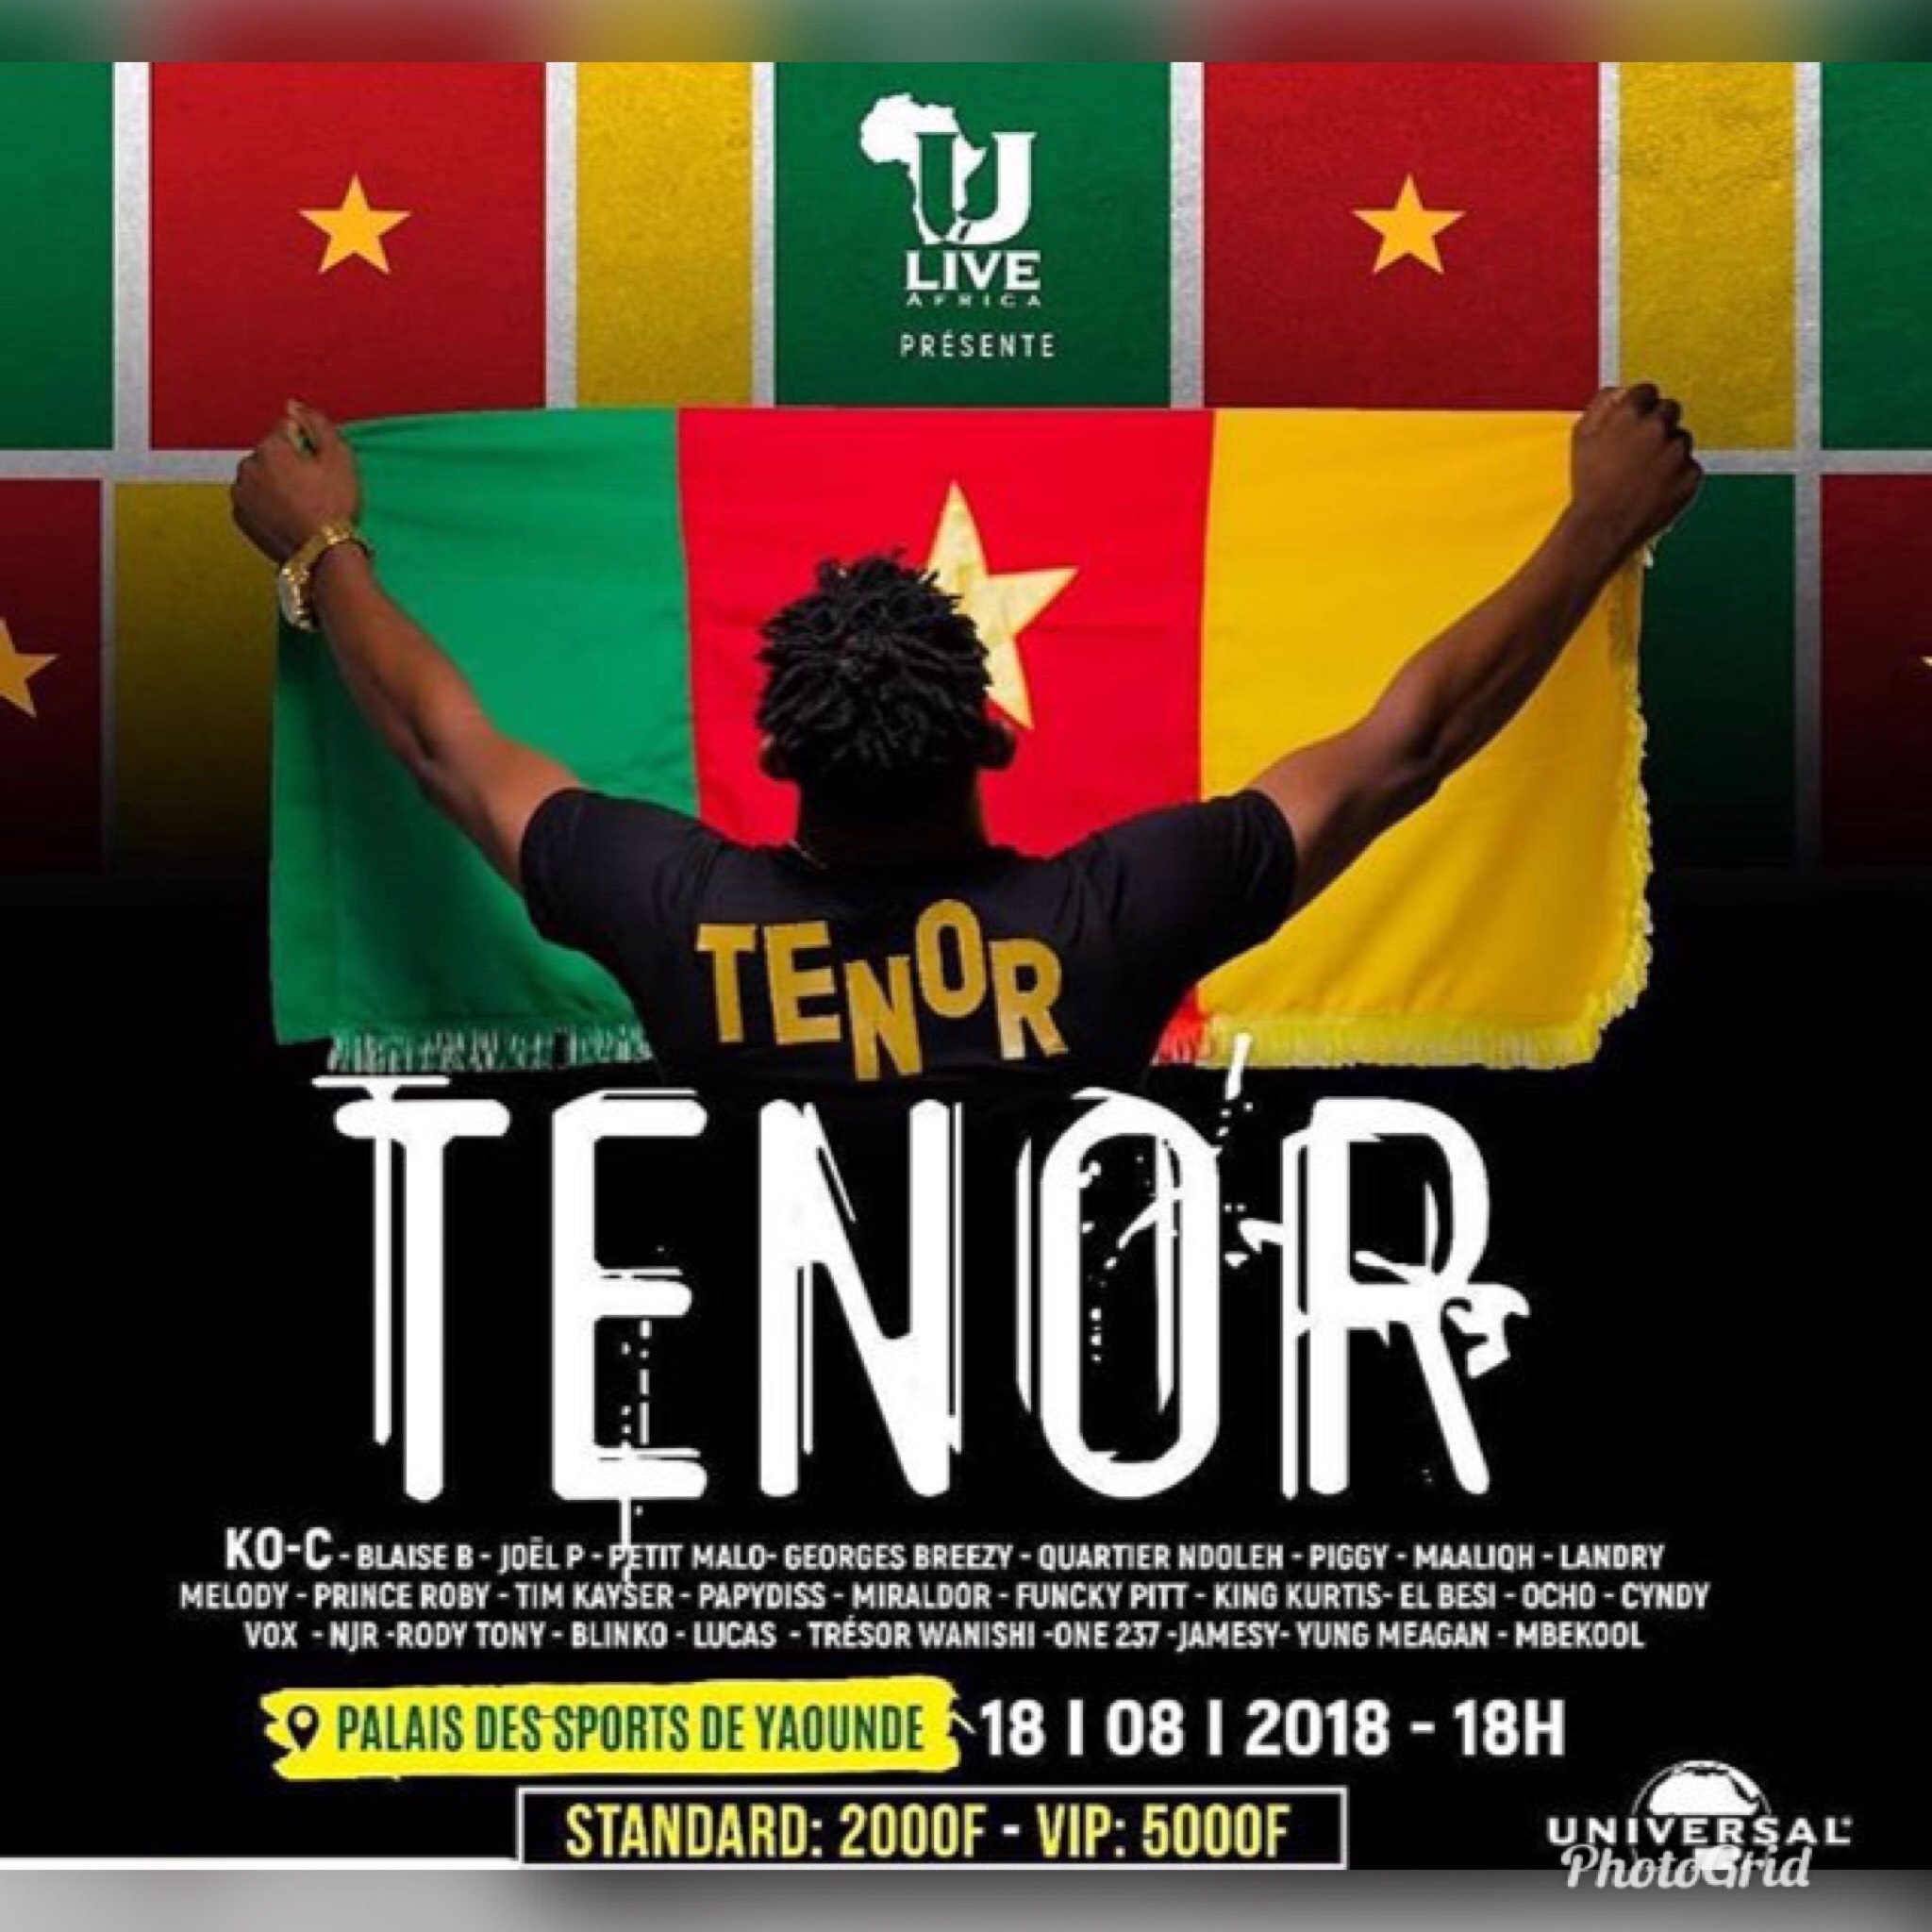 U
LIVE
AFRICA
PRÉSENTE
TENOR
TENOR
KO-C - BLAISE B - JOËL P - PETIT MALO- GEORGES BREEZY - QUARTIER NDOLEH - PIGGY - MAALIQH - LANDRY
MELODY - PRINCE ROBY - TIM KAYSER - PAPYDISS - MIRALDOR - FUNCKY PITT - KING KURTIS- EL BESI - OCHO - CYNDY
VOX - NJR -RODY TONY - BLINKO - LUCAS - TRÉSOR WANISHI -ONE 237 -JAMESY- YUNG MEAGAN - MBEKOOL
PALAIS DES SPORTS DE YAOUNDE 18 | 08 | 2018 - 18H
STANDARD: 2000F - VIP: 5000F
UNIVERSAL
PhotoGrid